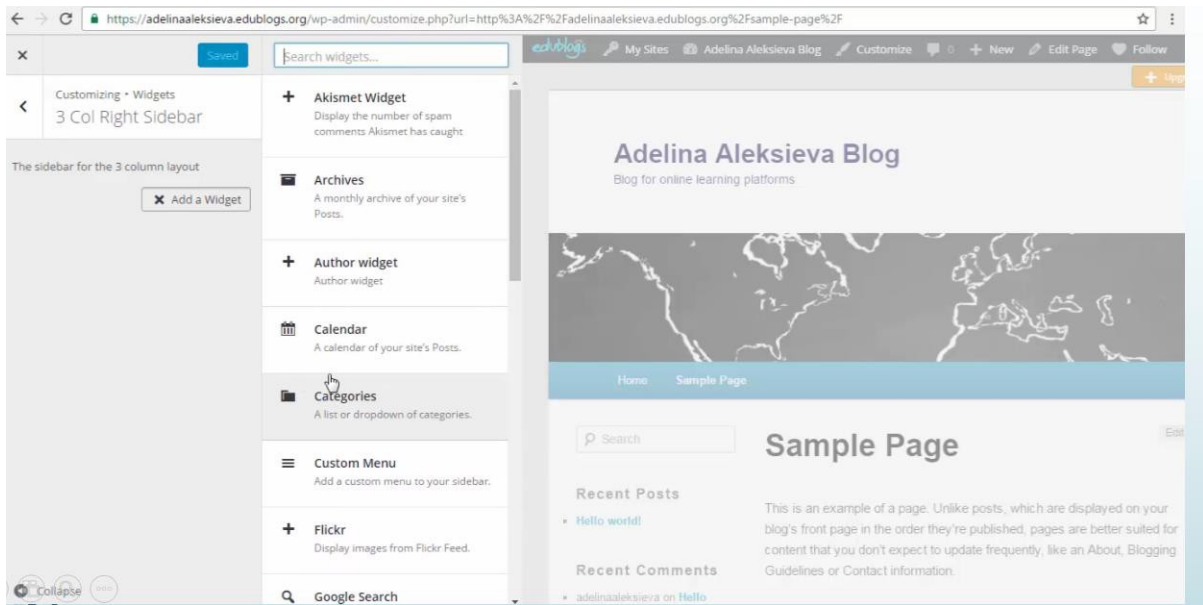 https://adelinaaleksieva.edublogs.org/wp-admin/customize.php?url=http%3A%2F%2Fadelinaaleksieva.edublogs.org%2Fsample-page%2F
Saved
Customizing • Widgets
3 Col Right Sidebar
The sidebar for the 3 column layout
Add a Widget
Collapse
Search widgets...
Akismet Widget
Display the number of spam
comments Akismet has caught
Archives
A monthly archive of your site's
Posts.
Author widget
Author widget
Calendar
A calendar of your site's Posts.
Categories
A list or dropdown of categories.
Custom Menu
Add a custom menu to your sidebar.
Flickr
Display images from Flickr Feed.
Google Search
edublogs My Sites Adelina Aleksieva Blog Customize 0 + New Edit Page Follow
+ Upg
Adelina Aleksieva Blog
Blog for online learning platforms
Home Sample Page
Search
Recent Posts
Hello world!
Recent Comments
adelinaaleksieva on Hello
Edit
Sample Page
This is an example of a page. Unlike posts, which are displayed on your
blog's front page in the order they're published, pages are better suited for
content that you don't expect to update frequently, like an About, Blogging
Guidelines or Contact information.